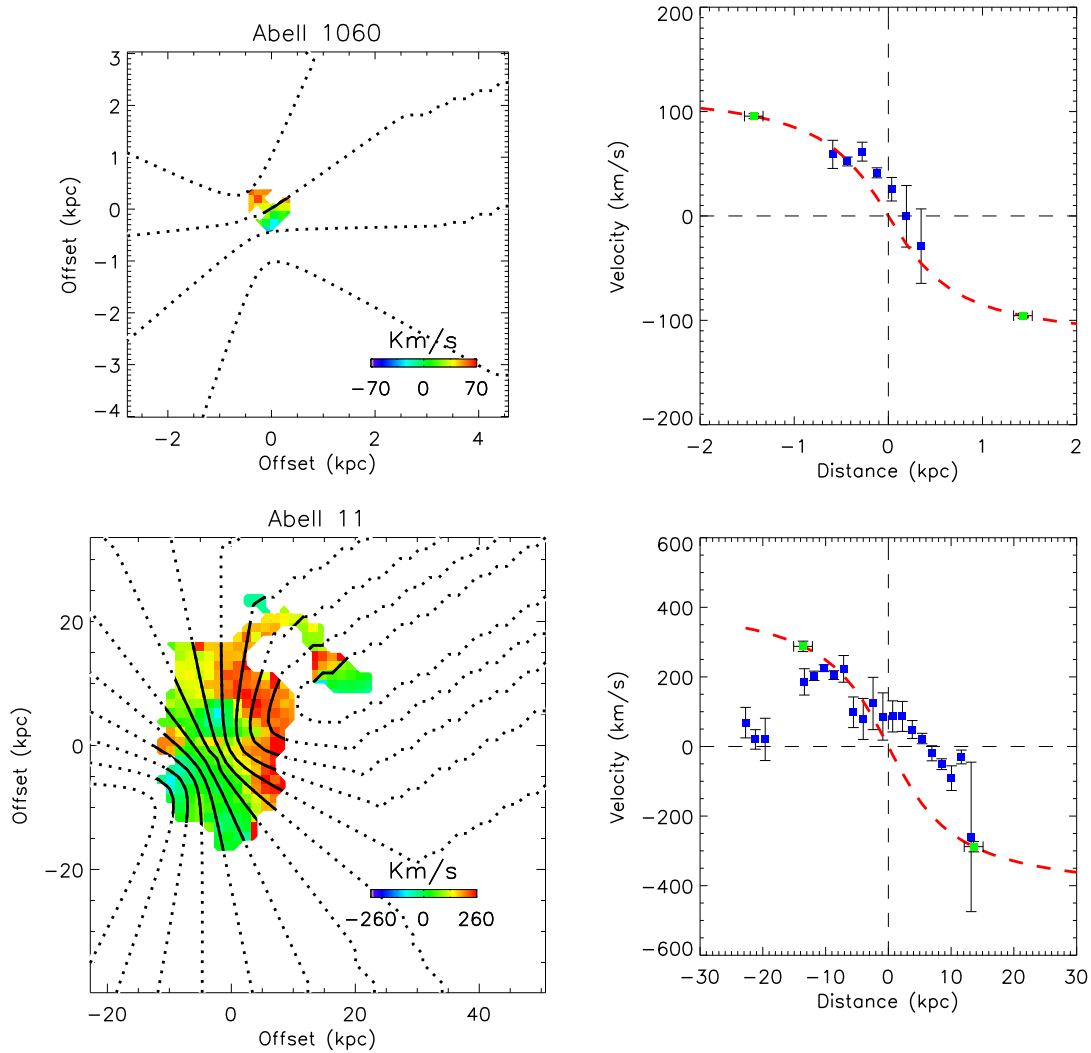 Abell 1060
3
2
1
0
−1
−2
−3
−4
Offset (kpc)
Km/s
−70 0 70
−2 0 2 4
Offset (kpc)
200
100
0
−100
−200
Velocity (km/s)
−2 −1 0 1 2
Distance (kpc)
Abell 11
20
0
−20
Offset (kpc)
Km/s
−260 0 260
−20 0 20 40
Offset (kpc)
600
400
200
0
−200
−400
−600
Velocity (km/s)
−30 −20 −10 0 10 20 30
Distance (kpc)